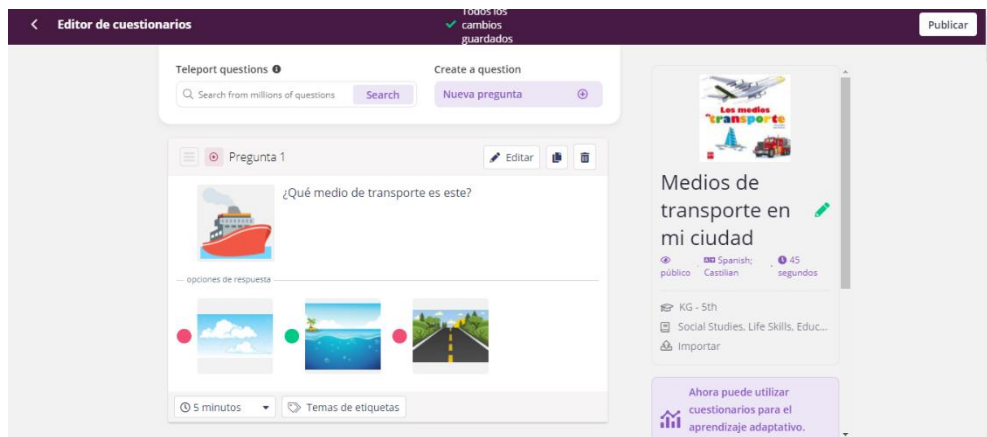 Editor de cuestionarios
Todos los
cambios
guardados
Publicar
Teleport questions
Search from millions of questions
Search
Create a question
Nueva pregunta
Pregunta 1
Editar
¿Qué medio de transporte es este?
opciones de respuesta
5 minutos
Temas de etiquetas
Los medios
de transporte
Medios de
transporte en
mi ciudad
público
Spanish;
Castilian
45
segundos
KG - 5th
Social Studies, Life Skills, Educ...
Importar
Ahora puede utilizar
cuestionarios para el
aprendizaje adaptativo.